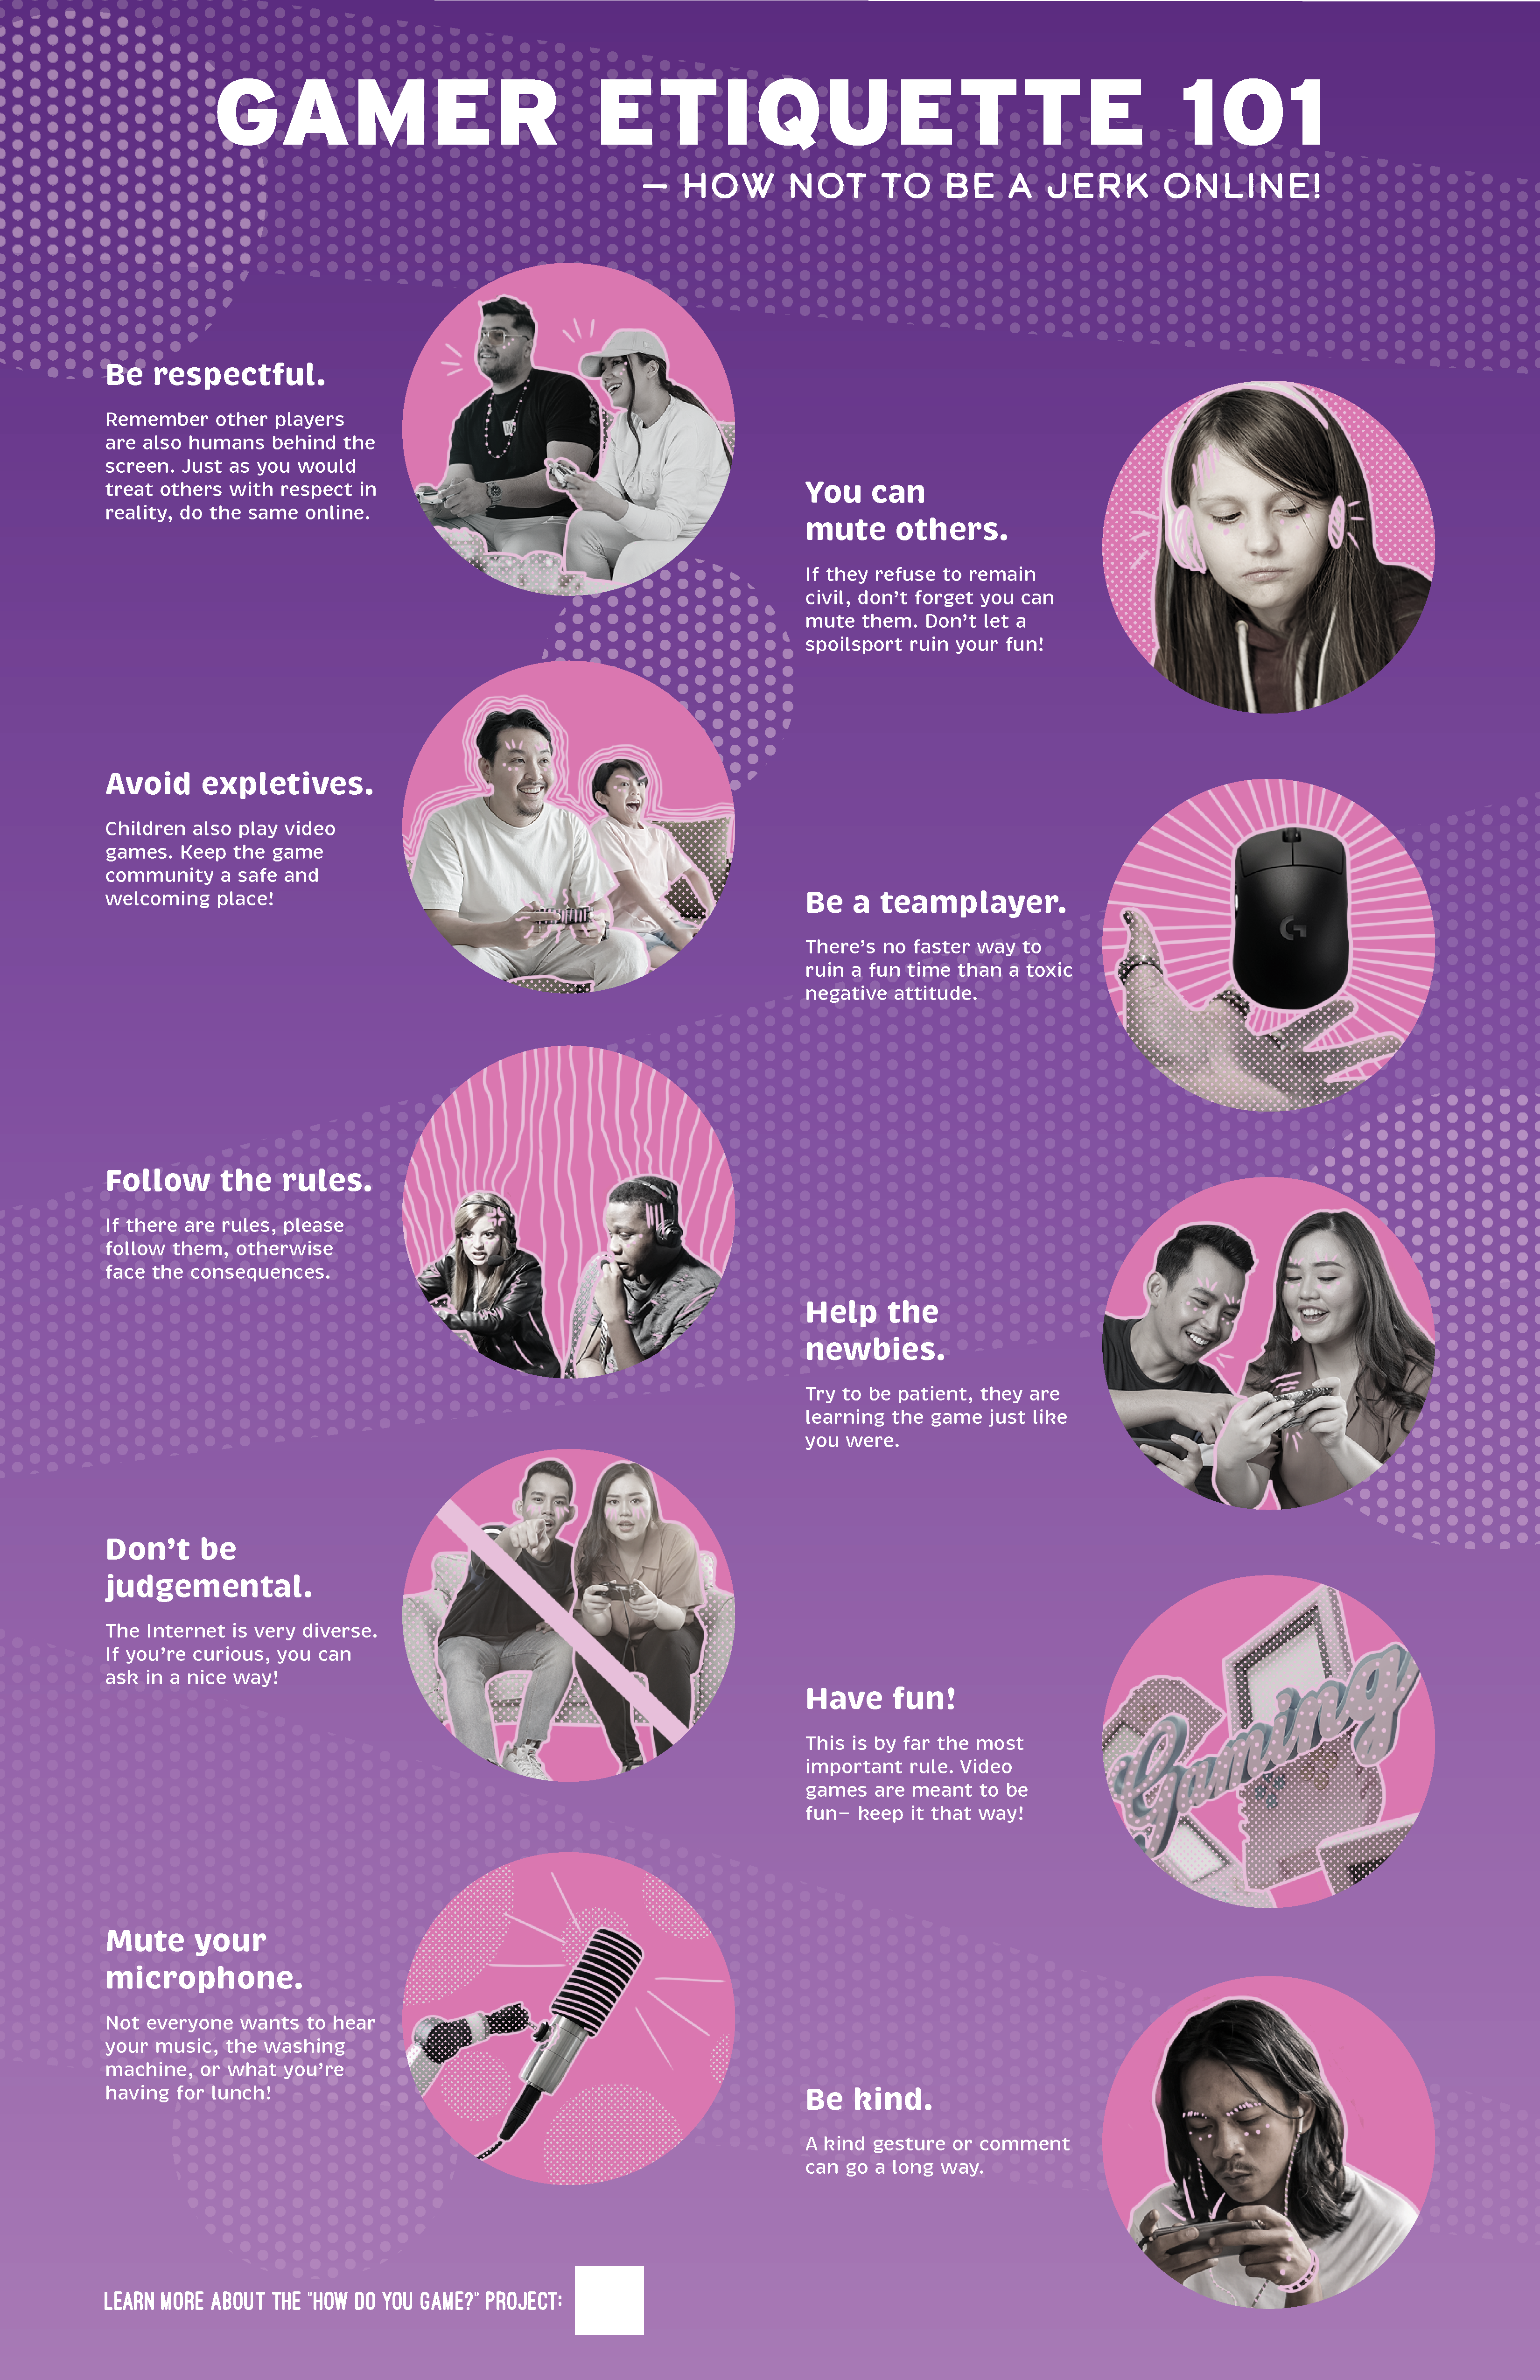 GAMER ETIQUETTE 101
— HOW NOT TO BE A JERK ONLINE!
Be respectful.
Remember other players
are also humans behind the
screen. Just as you would
treat others with respect in
reality, do the same online.
You can
mute others.
If they refuse to remain
civil, don’t forget you can
mute them. Don’t let a
spoilsport ruin your fun!
Avoid expletives.
Children also play video
games. Keep the game
community a safe and
welcoming place!
Be a teamplayer.
There’s no faster way to
ruin a fun time than a toxic
negative attitude.
G
Follow the rules.
If there are rules, please
follow them, otherwise
face the consequences.
Help the
newbies.
Try to be patient, they are
learning the game just like
you were.
Don’t be
judgemental.
The Internet is very diverse.
If you’re curious, you can
ask in a nice way!
Have fun!
This is by far the most
important rule. Video
games are meant to be
fun— keep it that way!
Gaming
Mute your
microphone.
Not everyone wants to hear
your music, the washing
machine, or what you’re
having for lunch!
Be kind.
A kind gesture or comment
can go a long way.
LEARN MORE ABOUT THE "HOW DO YOU GAME?" PROJECT: